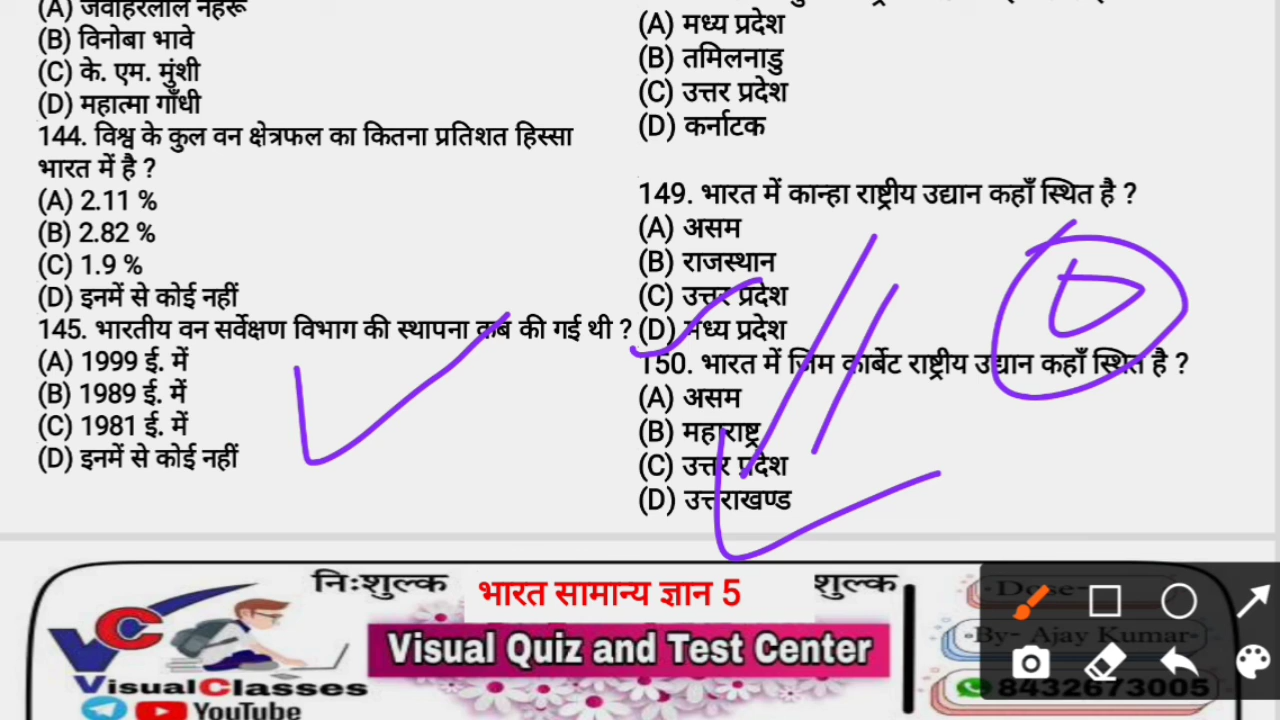 (A) जवाहरलाल नेहरू
(B) विनोबा भावे
(C) के. एम. मुंशी
(D) महात्मा गाँधी
144. विश्व के कुल वन क्षेत्रफल का कितना प्रतिशत हिस्सा
भारत में है ?
(A) 2.11 %
(B) 2.82 %
(C) 1.9 %
(D) इनमें से कोई नहीं
145. भारतीय वन सर्वेक्षण विभाग की स्थापना कब की गई थी ?
(A) 1999 ई. में
(B) 1989 ई. में
(C) 1981 ई. में
(D) इनमें से कोई नहीं
(A) मध्य प्रदेश
(B) तमिलनाडु
(C) उत्तर प्रदेश
(D) कर्नाटक
149. भारत में कान्हा राष्ट्रीय उद्यान कहाँ स्थित है ?
(A) असम
(B) राजस्थान
(C) उत्तर प्रदेश
(D) मध्य प्रदेश
150. भारत में जिम कार्बेट राष्ट्रीय उद्यान कहाँ स्थित है ?
(A) असम
(B) महाराष्ट्र
(C) उत्तर प्रदेश
(D) उत्तराखण्ड
D
निःशुल्क भारत सामान्य ज्ञान 5 शुल्क
Visual Quiz and Test Center
VC
VisualClasses
YouTube
Dose
By- Ajay Kumar-
8432673005